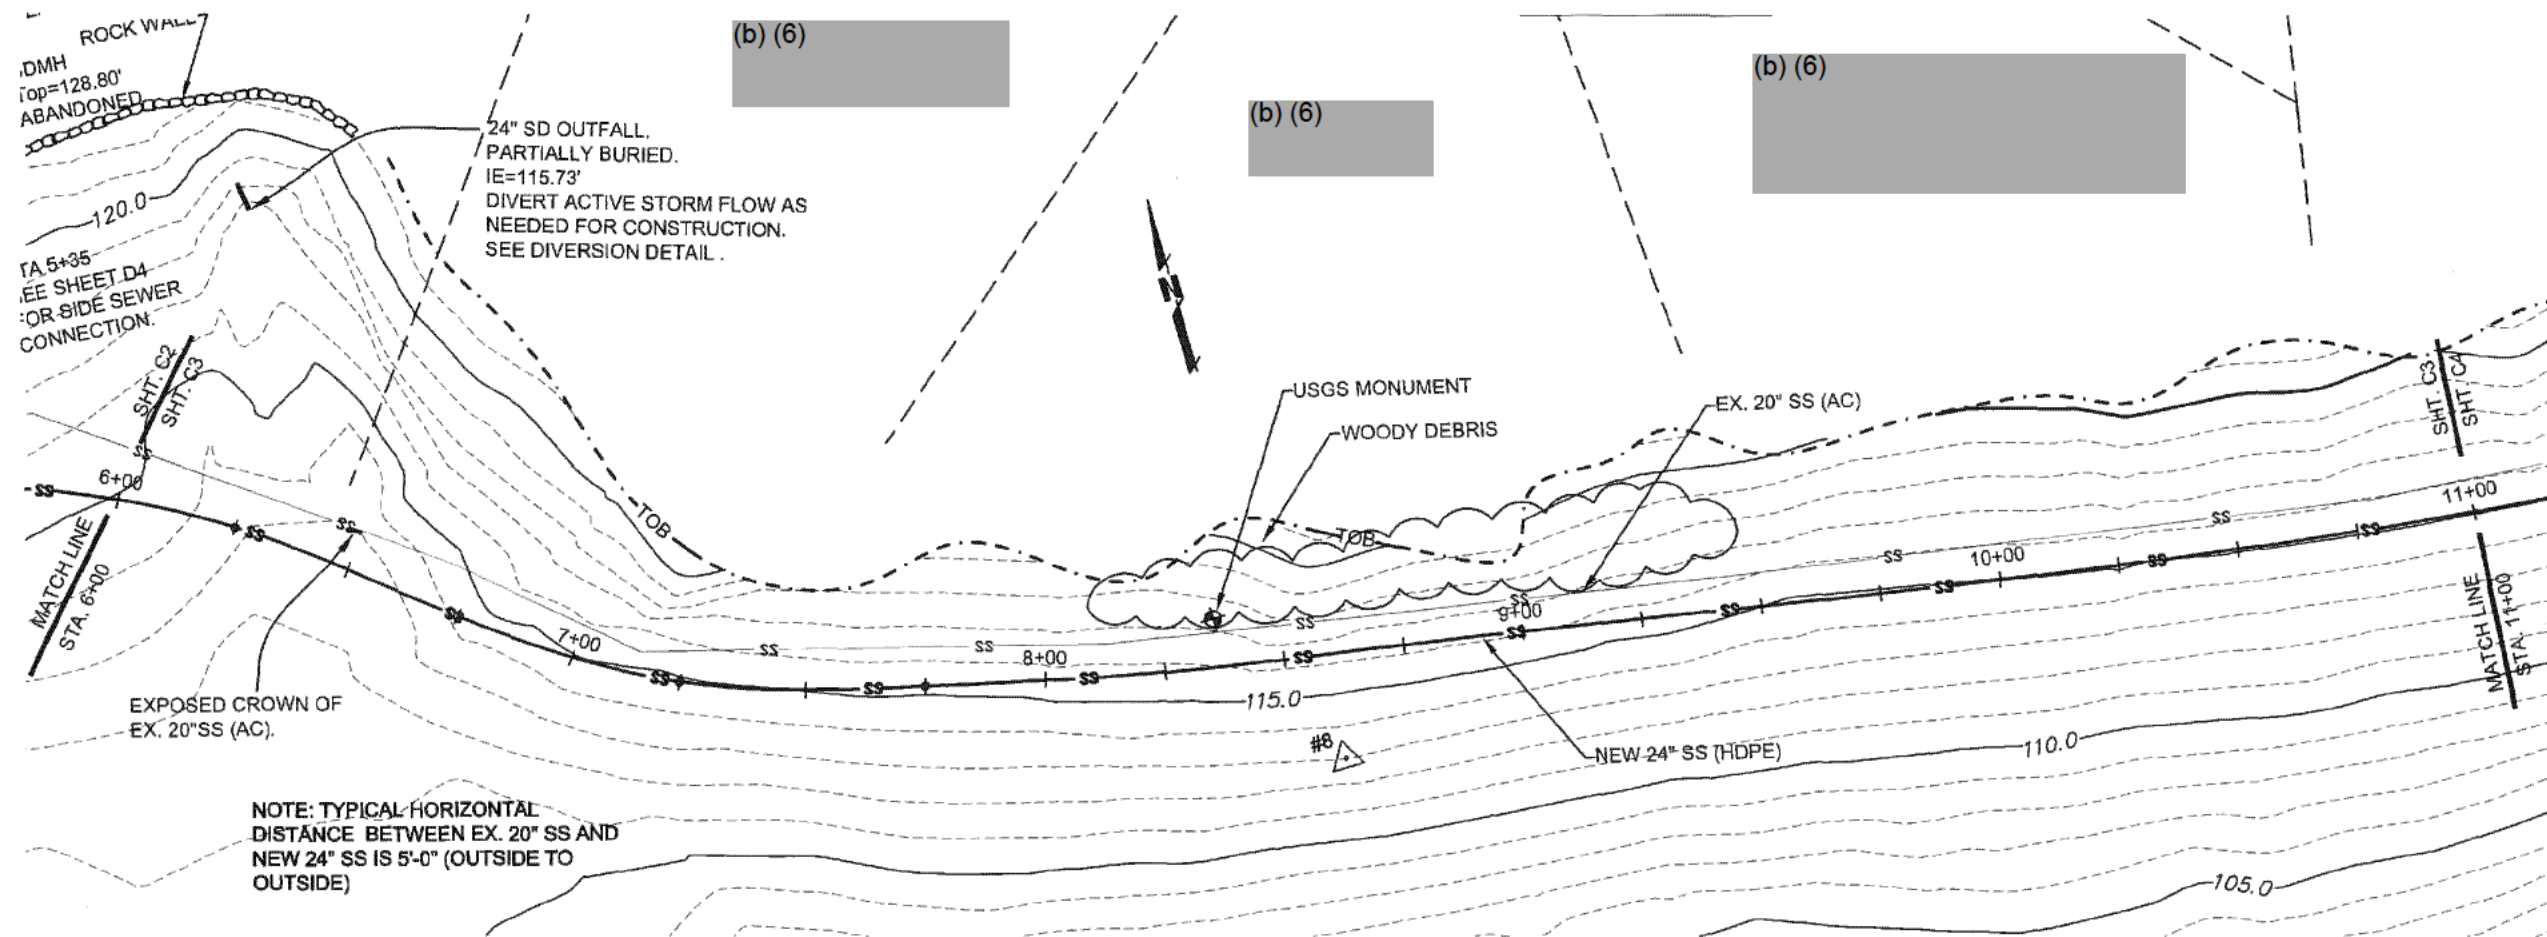 ROCK WALL
DMH
Top=128.80'
ABANDONED
(b) (6)
(b) (6)
(b) (6)
24" SD OUTFALL.
PARTIALLY BURIED.
IE=115.73'
DIVERT ACTIVE STORM FLOW AS
NEEDED FOR CONSTRUCTION.
SEE DIVERSION DETAIL .
120.0
TA 5+35
EE SHEET D4
OR SIDE SEWER
CONNECTION.
SHT. C2
SHT. C3
N
USGS MONUMENT
WOODY DEBRIS
EX. 20" SS (AC)
SHT. C3
SHT. C4
SS
SS
6+00
SS
SS
TOB
TOB
SS
7+00
SS
SS
SS
8+00
SS
SS
SS
SS
SS
9+00
SS
SS
SS
SS
10+00
SS
SS
SS
11+00
MATCH LINE
STA. 6+00
MATCH LINE
STA. 11+00
EXPOSED CROWN OF
EX. 20"SS (AC).
115.0
#8
NEW 24" SS (HDPE)
110.0
NOTE: TYPICAL HORIZONTAL
DISTANCE BETWEEN EX. 20" SS AND
NEW 24" SS IS 5'-0" (OUTSIDE TO
OUTSIDE)
105.0